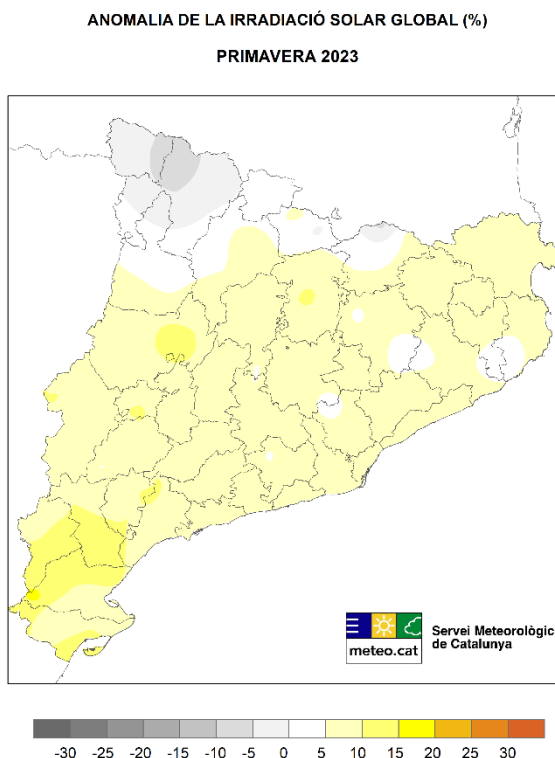 ANOMALIA DE LA IRRADIACIÓ SOLAR GLOBAL (%)
PRIMAVERA 2023
meteo.cat
Servei Meteorològic
de Catalunya
-30 -25 -20 -15 -10 -5 0 5 10 15 20 25 30